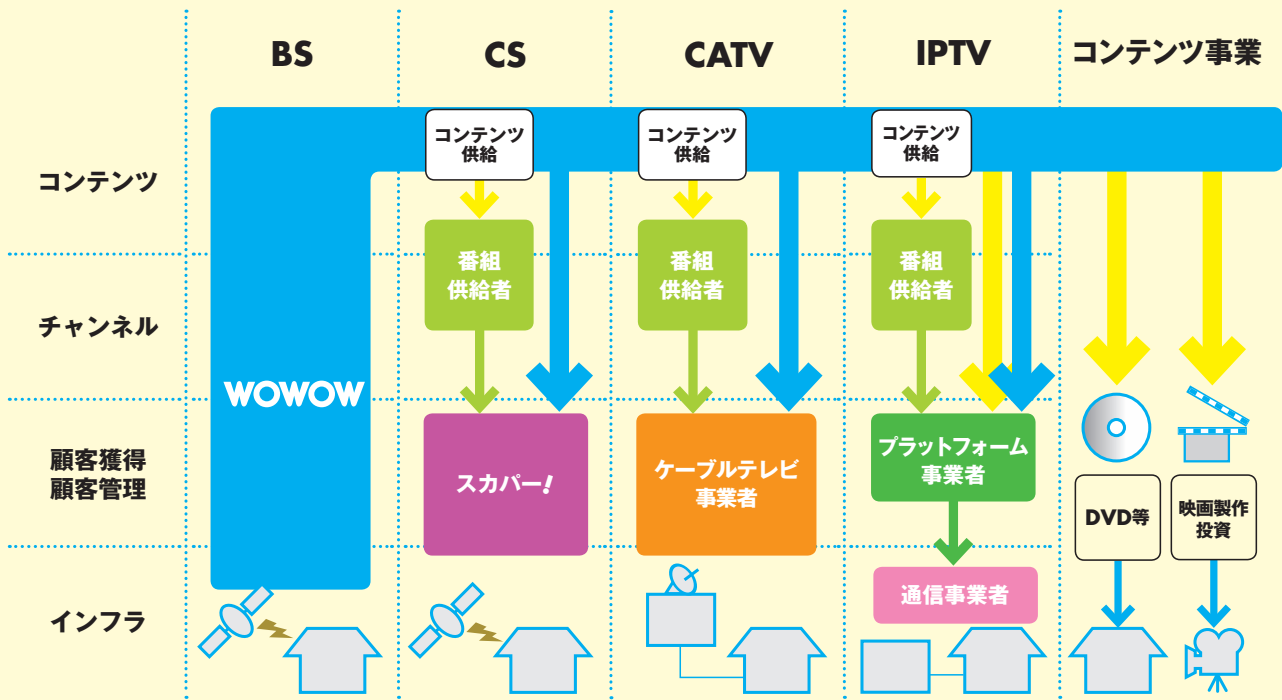 BS
CS
CATV
IPTV
コンテンツ事業
コンテンツ
コンテンツ
供給
コンテンツ
供給
コンテンツ
供給
番組
供給者
番組
供給者
番組
供給者
チャンネル
WOWOW
顧客獲得
顧客管理
スカパー!
ケーブルテレビ
事業者
プラットフォーム
事業者
DVD等
映画製作
投資
インフラ
通信事業者